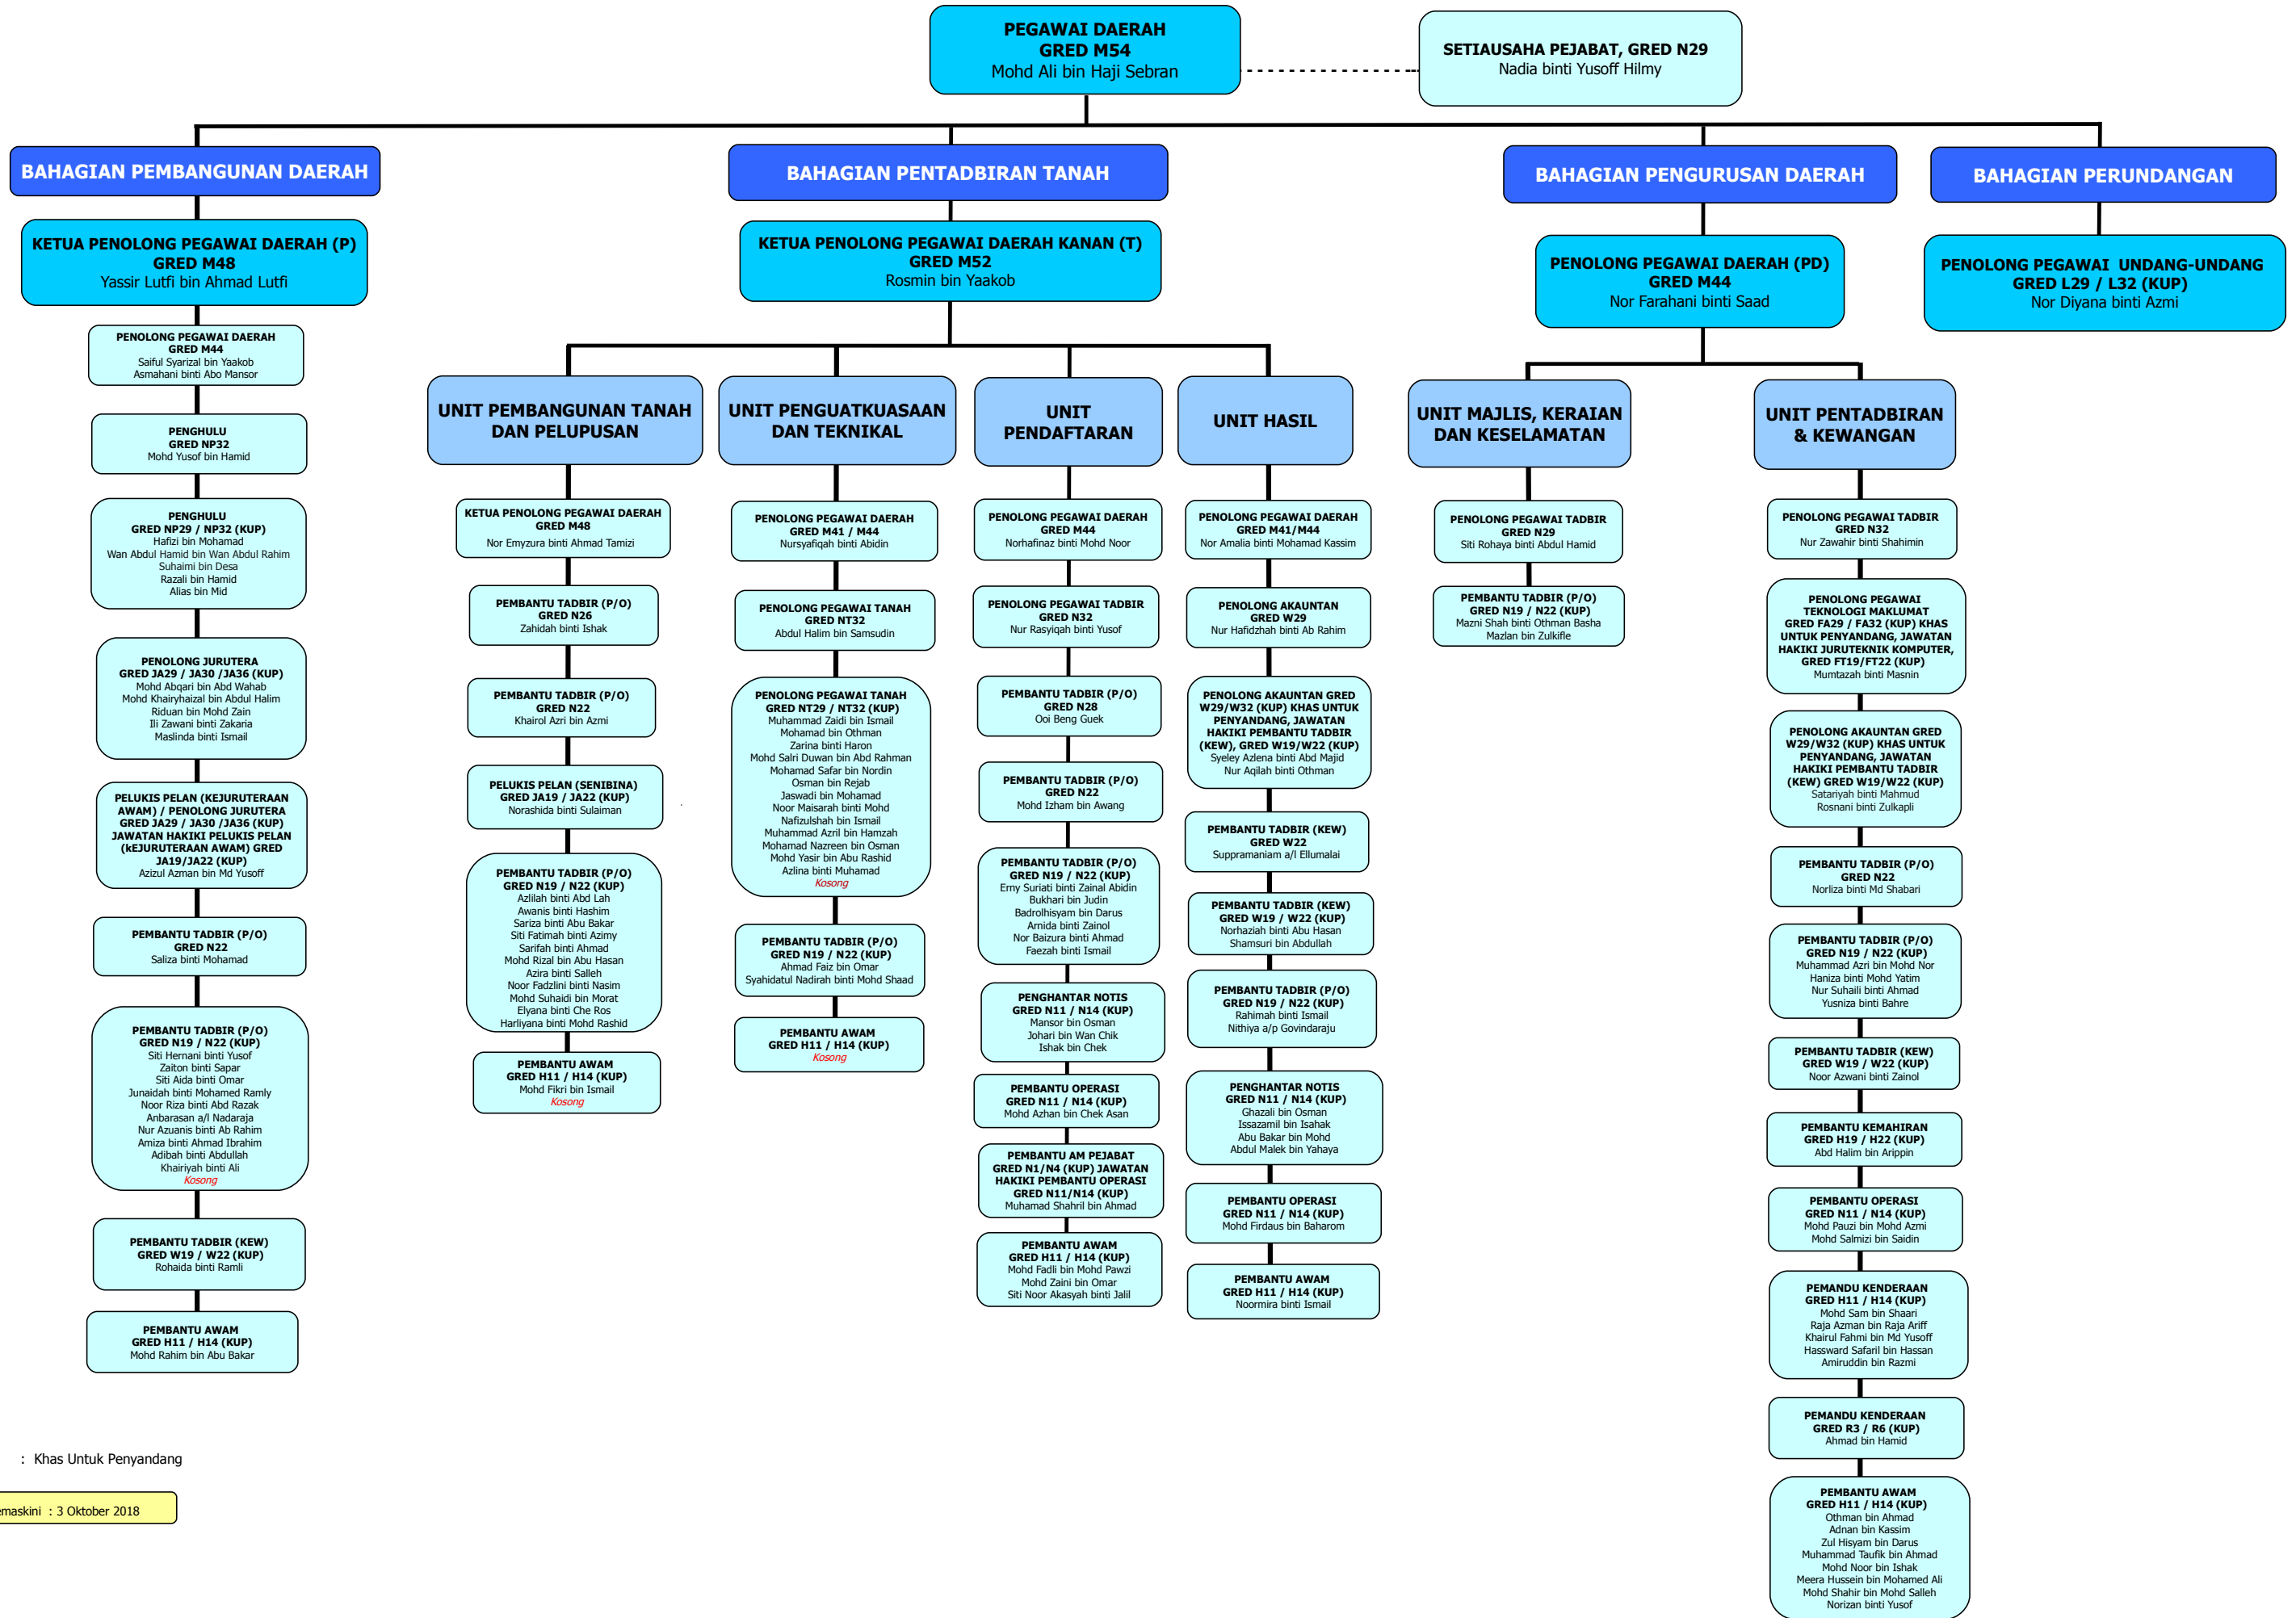 PEGAWAI DAERAH
GRED M54
Mohd Ali bin Haji Sebran
SETIAUSAHA PEJABAT, GRED N29
Nadia binti Yusoff Hilmy
BAHAGIAN PEMBANGUNAN DAERAH
KETUA PENOLONG PEGAWAI DAERAH (P)
GRED M48
Yassir Lutfi bin Ahmad Lutfi
PENOLONG PEGAWAI DAERAH
GRED M44
Saiful Syarizal bin Yaakob
Asmahani binti Abo Mansor
PENGHULU
GRED NP32
Mohd Yusof bin Hamid
PENGHULU
GRED NP29 / NP32 (KUP)
Hafizi bin Mohamad
Wan Abdul Hamid bin Wan Abdul Rahim
Suhaimi bin Desa
Razali bin Hamid
Alias bin Mid
PENOLONG JURUTERA
GRED JA29 / JA30 /JA36 (KUP)
Mohd Abqari bin Abd Wahab
Mohd Khairyhaizal bin Abdul Halim
Riduan bin Mohd Zain
Ili Zawani binti Zakaria
Maslinda binti Ismail
PELUKIS PELAN (KEJURUTERAAN
AWAM) / PENOLONG JURUTERA
GRED JA29 / JA30 /JA36 (KUP)
JAWATAN HAKIKI PELUKIS PELAN
(kEJURUTERAAN AWAM) GRED
JA19/JA22 (KUP)
Azizul Azman bin Md Yusoff
PEMBANTU TADBIR (P/O)
GRED N22
Saliza binti Mohamad
PEMBANTU TADBIR (P/O)
GRED N19 / N22 (KUP)
Siti Hernani binti Yusof
Zaiton binti Sapar
Siti Aida binti Omar
Junaidah binti Mohamed Ramly
Noor Riza binti Abd Razak
Anbarasan a/l Nadaraja
Nur Azuanis binti Ab Rahim
Amiza binti Ahmad Ibrahim
Adibah binti Abdullah
Khairiyah binti Ali
Kosong
PEMBANTU TADBIR (KEW)
GRED W19 / W22 (KUP)
Rohaida binti Ramli
PEMBANTU AWAM
GRED H11 / H14 (KUP)
Mohd Rahim bin Abu Bakar
BAHAGIAN PENTADBIRAN TANAH
KETUA PENOLONG PEGAWAI DAERAH KANAN (T)
GRED M52
Rosmin bin Yaakob
UNIT PEMBANGUNAN TANAH
DAN PELUPUSAN
KETUA PENOLONG PEGAWAI DAERAH
GRED M48
Nor Emyzura binti Ahmad Tamizi
PEMBANTU TADBIR (P/O)
GRED N26
Zahidah binti Ishak
PEMBANTU TADBIR (P/O)
GRED N22
Khairol Azri bin Azmi
PELUKIS PELAN (SENIBINA)
GRED JA19 / JA22 (KUP)
Norashida binti Sulaiman
PEMBANTU TADBIR (P/O)
GRED N19 / N22 (KUP)
Azlilah binti Abd Lah
Awanis binti Hashim
Sariza binti Abu Bakar
Siti Fatimah binti Azimy
Sarifah binti Ahmad
Mohd Rizal bin Abu Hasan
Azira binti Salleh
Noor Fadzlini binti Nasim
Mohd Suhaidi bin Morat
Elyana binti Che Ros
Harliyana binti Mohd Rashid
PEMBANTU AWAM
GRED H11 / H14 (KUP)
Mohd Fikri bin Ismail
Kosong
UNIT PENGUATKUASAAN
DAN TEKNIKAL
PENOLONG PEGAWAI DAERAH
GRED M41 / M44
Nursyafiqah binti Abidin
PENOLONG PEGAWAI TANAH
GRED NT32
Abdul Halim bin Samsudin
PENOLONG PEGAWAI TANAH
GRED NT29 / NT32 (KUP)
Muhammad Zaidi bin Ismail
Mohamad bin Othman
Zarina binti Haron
Mohd Salri Duwan bin Abd Rahman
Mohamad Safar bin Nordin
Osman bin Rejab
Jaswadi bin Mohamad
Noor Maisarah binti Mohd
Nafizulshah bin Ismail
Muhammad Azril bin Hamzah
Mohamad Nazreen bin Osman
Mohd Yasir bin Abu Rashid
Azlina binti Muhamad
Kosong
PEMBANTU TADBIR (P/O)
GRED N19 / N22 (KUP)
Ahmad Faiz bin Omar
Syahidatul Nadirah binti Mohd Shaad
PEMBANTU AWAM
GRED H11 / H14 (KUP)
Kosong
UNIT
PENDAFTARAN
PENOLONG PEGAWAI DAERAH
GRED M44
Norhafinaz binti Mohd Noor
PENOLONG PEGAWAI TADBIR
GRED N32
Nur Rasyiqah binti Yusof
PEMBANTU TADBIR (P/O)
GRED N28
Ooi Beng Guek
PEMBANTU TADBIR (P/O)
GRED N22
Mohd Izham bin Awang
PEMBANTU TADBIR (P/O)
GRED N19 / N22 (KUP)
Erny Suriati binti Zainal Abidin
Bukhari bin Judin
Badrolhisyam bin Darus
Arnida binti Zainol
Nor Baizura binti Ahmad
Faezah binti Ismail
PENGHANTAR NOTIS
GRED N11 / N14 (KUP)
Mansor bin Osman
Johari bin Wan Chik
Ishak bin Chek
PEMBANTU OPERASI
GRED N11 / N14 (KUP)
Mohd Azhan bin Chek Asan
PEMBANTU AM PEJABAT
GRED N1/N4 (KUP) JAWATAN
HAKIKI PEMBANTU OPERASI
GRED N11/N14 (KUP)
Muhamad Shahril bin Ahmad
PEMBANTU AWAM
GRED H11 / H14 (KUP)
Mohd Fadli bin Mohd Pawzi
Mohd Zaini bin Omar
Siti Noor Akasyah binti Jalil
UNIT HASIL
PENOLONG PEGAWAI DAERAH
GRED M41/M44
Nor Amalia binti Mohamad Kassim
PENOLONG AKAUNTAN
GRED W29
Nur Hafidzhah binti Ab Rahim
PENOLONG AKAUNTAN GRED
W29/W32 (KUP) KHAS UNTUK
PENYANDANG, JAWATAN
HAKIKI PEMBANTU TADBIR
(KEW), GRED W19/W22 (KUP)
Syeley Azlena binti Abd Majid
Nur Aqilah binti Othman
PEMBANTU TADBIR (KEW)
GRED W22
Suppramaniam a/l Ellumalai
PEMBANTU TADBIR (KEW)
GRED W19 / W22 (KUP)
Norhaziah binti Abu Hasan
Shamsuri bin Abdullah
PEMBANTU TADBIR (P/O)
GRED N19 / N22 (KUP)
Rahimah binti Ismail
Nithiya a/p Govindaraju
PENGHANTAR NOTIS
GRED N11 / N14 (KUP)
Ghazali bin Osman
Issazamil bin Isahak
Abu Bakar bin Mohd
Abdul Malek bin Yahaya
PEMBANTU OPERASI
GRED N11 / N14 (KUP)
Mohd Firdaus bin Baharom
PEMBANTU AWAM
GRED H11 / H14 (KUP)
Noormira binti Ismail
BAHAGIAN PENGURUSAN DAERAH
PENOLONG PEGAWAI DAERAH (PD)
GRED M44
Nor Farahani binti Saad
UNIT MAJLIS, KERAIAN
DAN KESELAMATAN
PENOLONG PEGAWAI TADBIR
GRED N29
Siti Rohaya binti Abdul Hamid
PEMBANTU TADBIR (P/O)
GRED N19 / N22 (KUP)
Mazni Shah binti Othman Basha
Mazlan bin Zulkifle
UNIT PENTADBIRAN
& KEWANGAN
PENOLONG PEGAWAI TADBIR
GRED N32
Nur Zawahir binti Shahimin
PENOLONG PEGAWAI
TEKNOLOGI MAKLUMAT
GRED FA29 / FA32 (KUP) KHAS
UNTUK PENYANDANG, JAWATAN
HAKIKI JURUTEKNIK KOMPUTER,
GRED FT19/FT22 (KUP)
Mumtazah binti Masnin
PENOLONG AKAUNTAN GRED
W29/W32 (KUP) KHAS UNTUK
PENYANDANG, JAWATAN
HAKIKI PEMBANTU TADBIR
(KEW) GRED W19/W22 (KUP)
Satariyah binti Mahmud
Rosnani binti Zulkapli
PEMBANTU TADBIR (P/O)
GRED N22
Norliza binti Md Shabari
PEMBANTU TADBIR (P/O)
GRED N19 / N22 (KUP)
Muhammad Azri bin Mohd Nor
Haniza binti Mohd Yatim
Nur Suhaili binti Ahmad
Yusniza binti Bahre
PEMBANTU TADBIR (KEW)
GRED W19 / W22 (KUP)
Noor Azwani binti Zainol
PEMBANTU KEMAHIRAN
GRED H19 / H22 (KUP)
Abd Halim bin Arippin
PEMBANTU OPERASI
GRED N11 / N14 (KUP)
Mohd Pauzi bin Mohd Azmi
Mohd Salmizi bin Saidin
PEMANDU KENDERAAN
GRED H11 / H14 (KUP)
Mohd Sam bin Shaari
Raja Azman bin Raja Ariff
Khairul Fahmi bin Md Yusoff
Hassward Safaril bin Hassan
Amiruddin bin Razmi
PEMANDU KENDERAAN
GRED R3 / R6 (KUP)
Ahmad bin Hamid
PEMBANTU AWAM
GRED H11 / H14 (KUP)
Othman bin Ahmad
Adnan bin Kassim
Zul Hisyam bin Darus
Muhammad Taufik bin Ahmad
Mohd Noor bin Ishak
Meera Hussein bin Mohamed Ali
Mohd Shahir bin Mohd Salleh
Norizan binti Yusof
BAHAGIAN PERUNDANGAN
PENOLONG PEGAWAI UNDANG-UNDANG
GRED L29 / L32 (KUP)
Nor Diyana binti Azmi
: Khas Untuk Penyandang
emaskini : 3 Oktober 2018